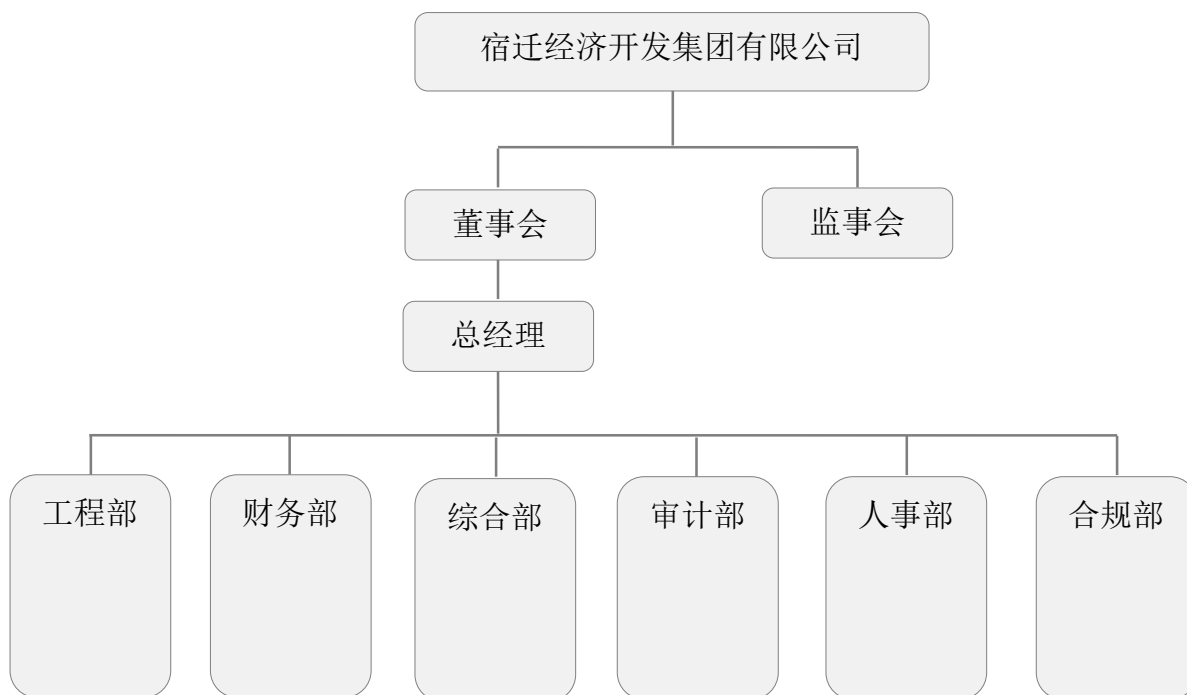 宿迁经济开发集团有限公司
董事会
监事会
总经理
工程部
财务部
综合部
审计部
人事部
合规部